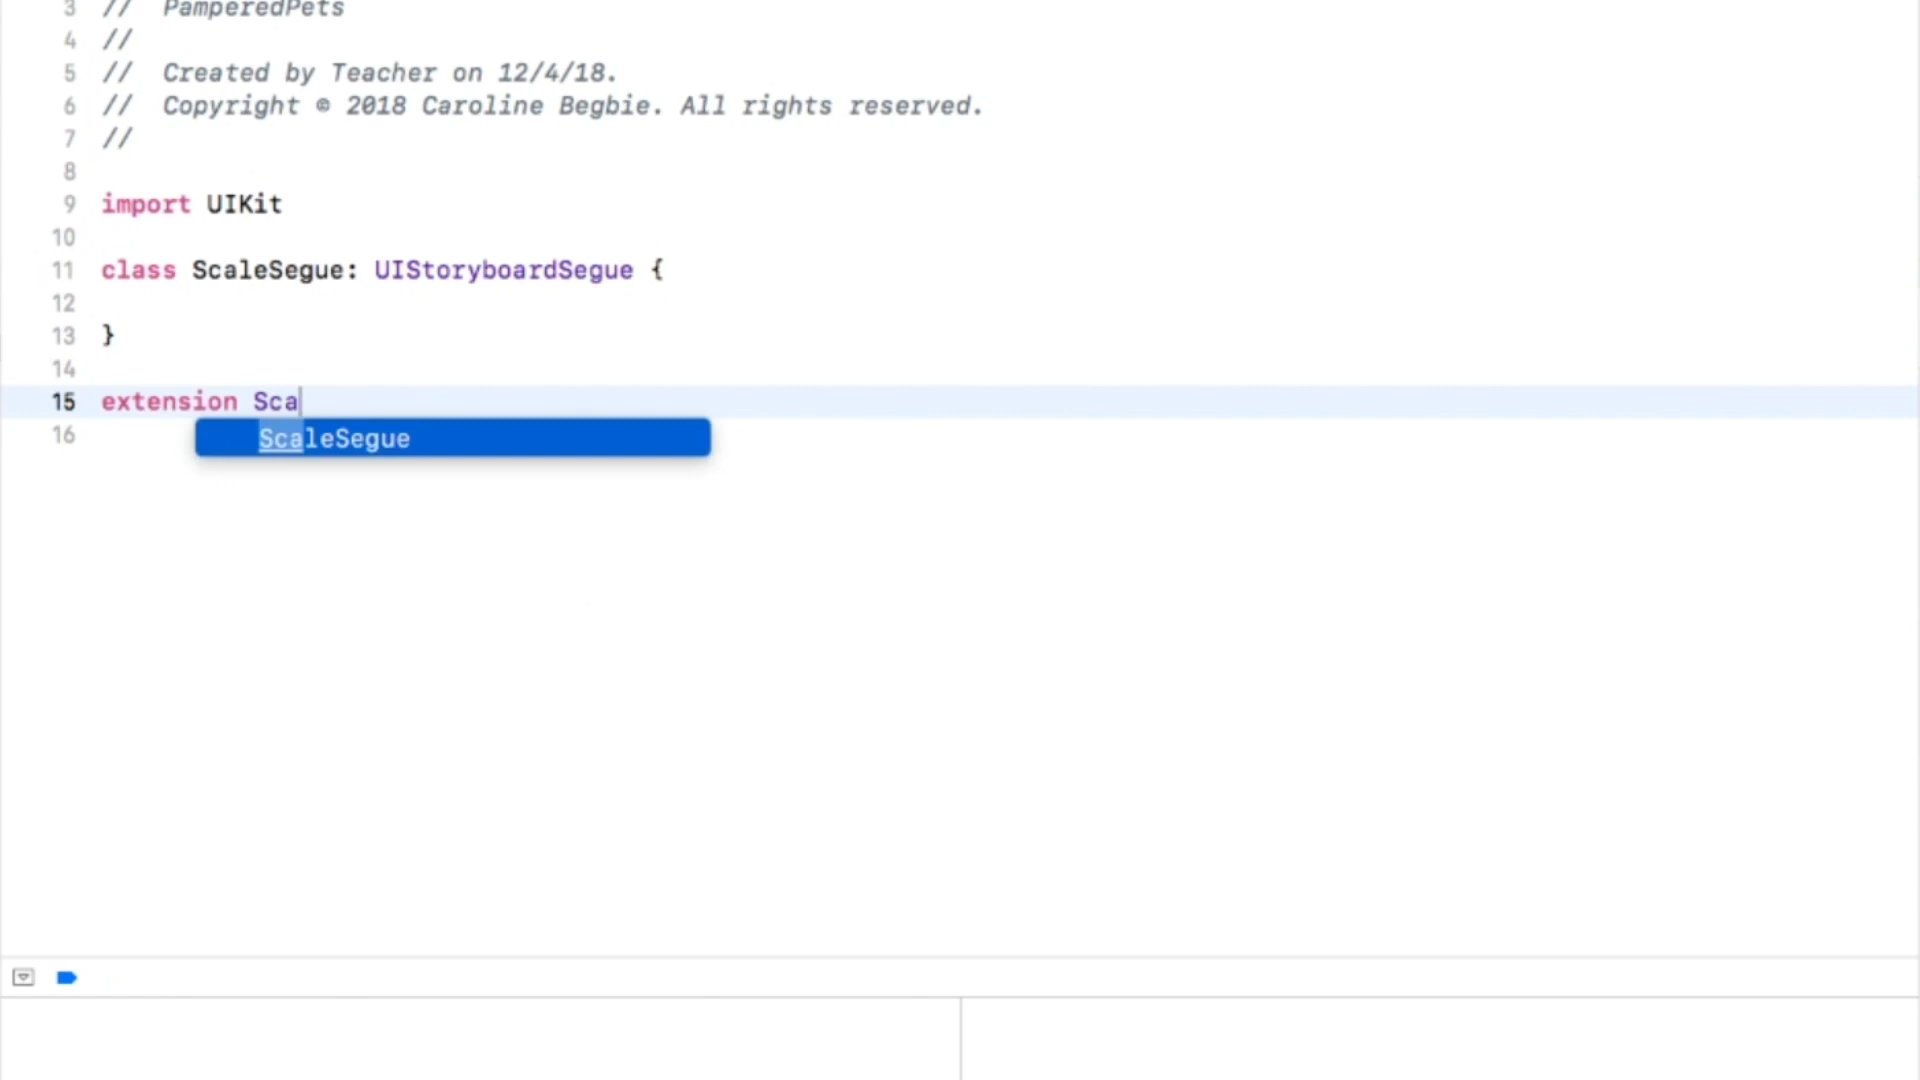 3 // PamperedPets
4 //
5 // Created by Teacher on 12/4/18.
6 // Copyright © 2018 Caroline Begbie. All rights reserved.
7 //
8
9 import UIKit
10
11 class ScaleSegue: UIStoryboardSegue {
12
13 }
14
15 extension Sca
16 ScaleSegue